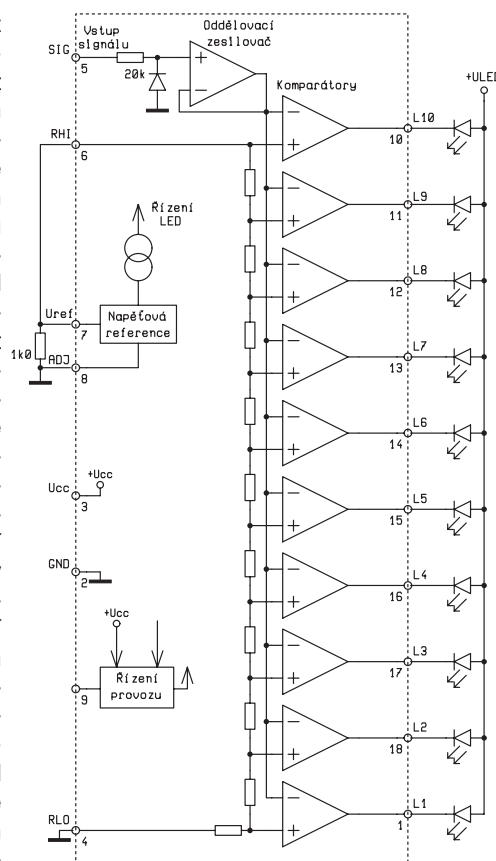 Oddělovací
zesilovač
Vstup
signálu
SIG
5
20k
+
−
Komparátory
+ULED
RHI
6
−
+
L10
10
−
+
L9
11
Řízení
LED
−
+
L8
12
Uref
7
Napěťová
reference
1k0
ADJ
8
−
+
L7
13
−
+
L6
14
Ucc
+Ucc
3
−
+
L5
15
GND
2
−
+
L4
16
+Ucc
9
Řízení
provozu
−
+
L3
17
−
+
L2
18
RLO
4
−
+
L1
1